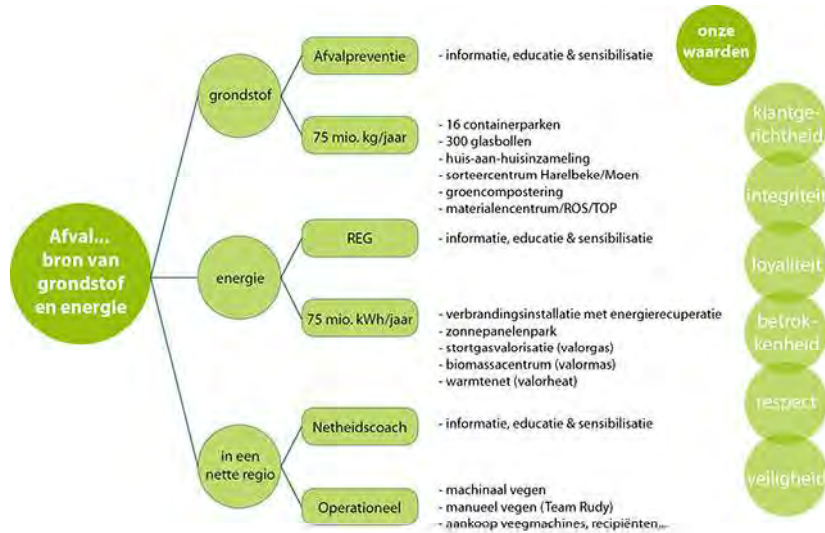 Afval...
bron van
grondstof
en energie
grondstof
Afvalpreventie
- informatie, educatie & sensibilisatie
75 mio. kg/jaar
- 16 containerparken
- 300 glasbollen
- huis-aan-huisinzameling
- sorteercentrum Harelbeke/Moen
- groencompostering
- materialencentrum/ROS/TOP
energie
REG
- informatie, educatie & sensibilisatie
75 mio. kWh/jaar
- verbrandingsinstallatie met energierecuperatie
- zonnepanelenpark
- stortgasvalorisatie (valorgas)
- biomassacentrum (valormas)
- warmtenet (valorheat)
in een
nette regio
Netheidscoach
- informatie, educatie & sensibilisatie
Operationeel
- machinaal vegen
- manueel vegen (Team Rudy)
- aankoop veegmachines, recipiënten,..
onze
waarden
klantge-
richtheid
integriteit
loyaliteit
betrok-
kenheid
respect
veiligheid